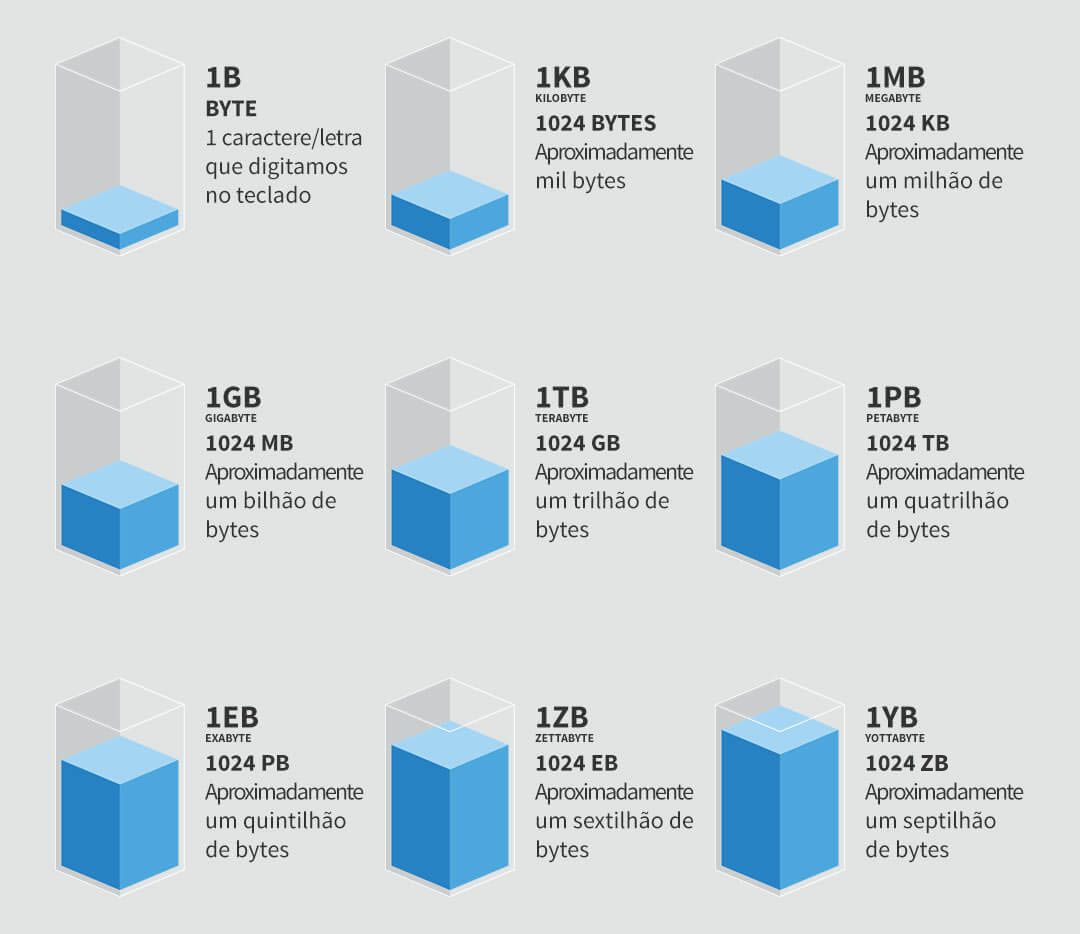 1B
BYTE
1 caractere/letra
que digitamos
no teclado
1KB
KILOBYTE
1024 BYTES
Aproximadamente
mil bytes
1MB
MEGABYTE
1024 KB
Aproximadamente
um milhão de
bytes
1GB
GIGABYTE
1024 MB
Aproximadamente
um bilhão de
bytes
1TB
TERABYTE
1024 GB
Aproximadamente
um trilhão de
bytes
1PB
PETABYTE
1024 TB
Aproximadamente
um quatrilhão
de bytes
1EB
EXABYTE
1024 PB
Aproximadamente
um quintilhão
de bytes
1ZB
ZETTABYTE
1024 EB
Aproximadamente
um sextilhão de
bytes
1YB
YOTTABYTE
1024 ZB
Aproximadamente
um septilhão
de bytes